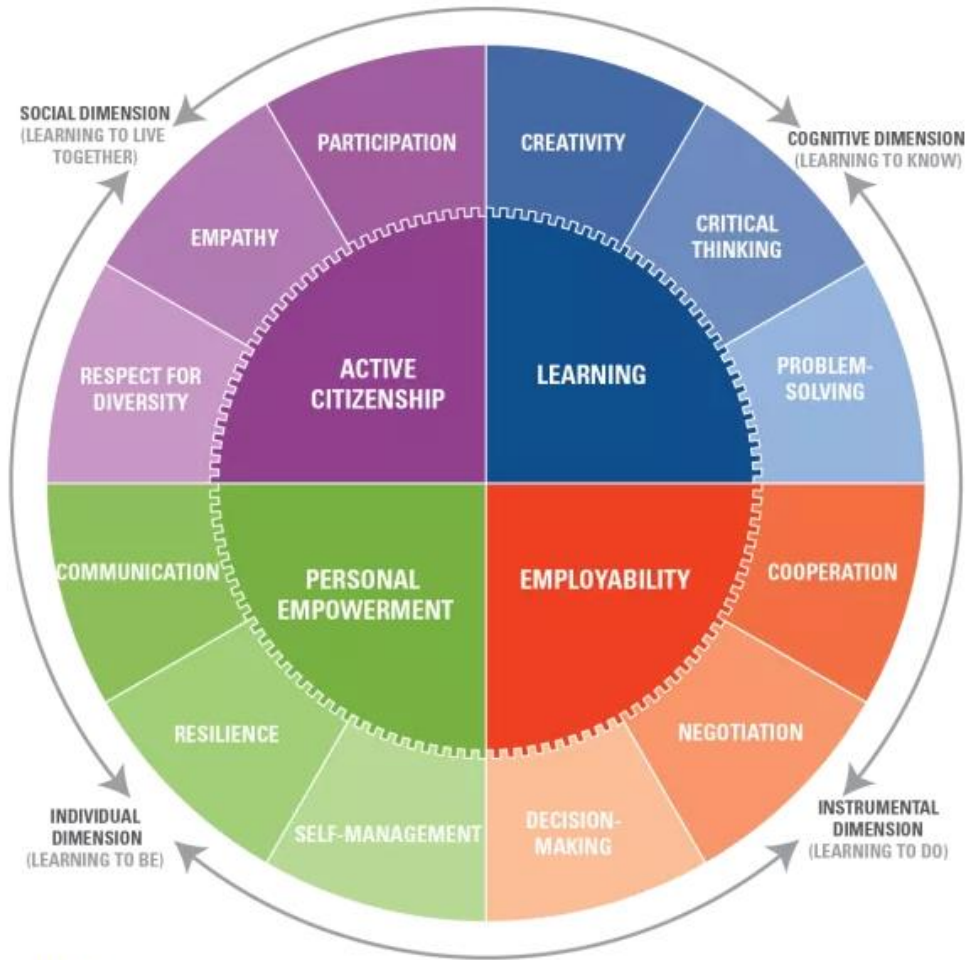 SOCIAL DIMENSION
(LEARNING TO LIVE
TOGETHER)
PARTICIPATION
CREATIVITY
COGNITIVE DIMENSION
(LEARNING TO KNOW)
EMPATHY
CRITICAL
THINKING
RESPECT FOR
DIVERSITY
ACTIVE
CITIZENSHIP
LEARNING
PROBLEM-
SOLVING
COMMUNICATION
PERSONAL
EMPOWERMENT
EMPLOYABILITY
COOPERATION
RESILIENCE
NEGOTIATION
INDIVIDUAL
DIMENSION
(LEARNING TO BE)
SELF-MANAGEMENT
DECISION-
MAKING
INSTRUMENTAL
DIMENSION
(LEARNING TO DO)